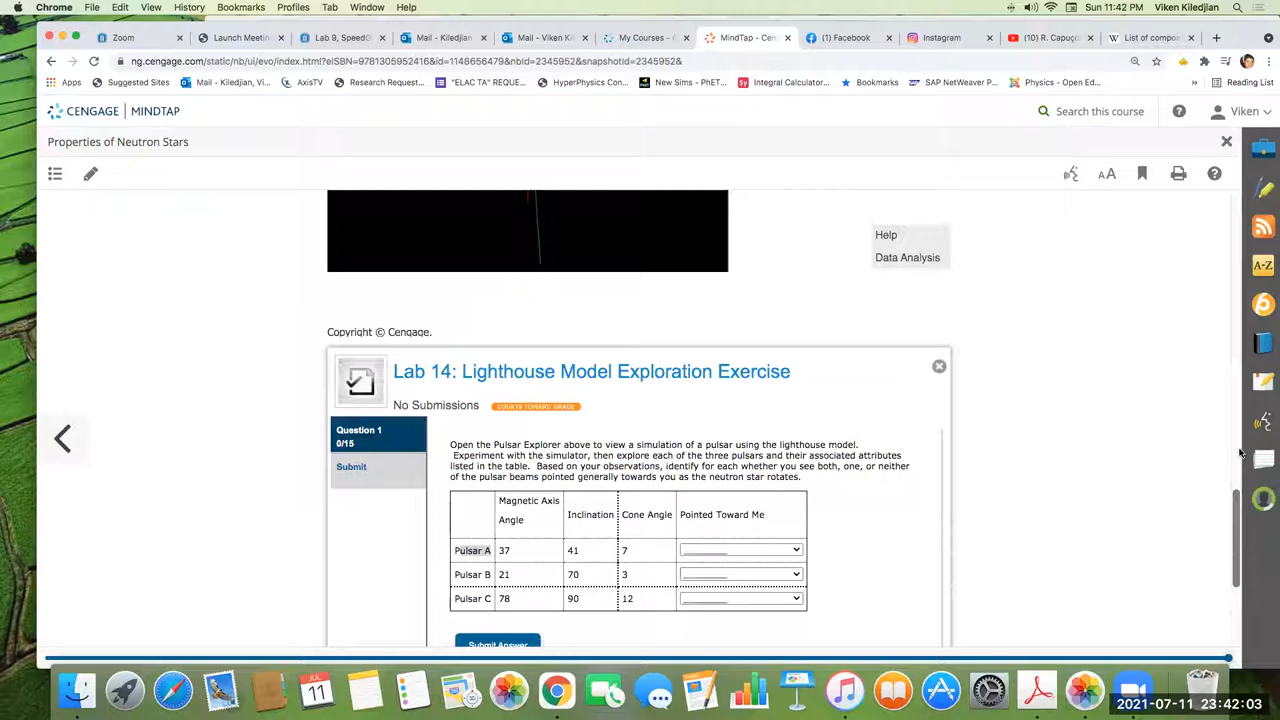 Chrome File Edit View History Bookmarks Profiles Tab Window Help Sun 11:42 PM Viken Kiledjian
Zoom Launch Meetin Lab 9, SpeedG Mail - Kiledjian Mail - Viken K My Courses - MindTap - Cen (1) Facebook Instagram (10) R. Capuço List of compo
ng.cengage.com/static/nb/ui/evo/index.html?eISBN=9781305952416&id=1148656474&nbId=2345952&snapshotId=2345952&
Apps Suggested Sites Mail - Kiledjian, Vi... AxisTV Research Request... "ELAC TA" REQUE... HyperPhysics Conc... New Sims - PhET... Integral Calculator... Bookmarks SAP NetWeaver P... Physics - Open Ed... » Reading List
CENGAGE | MINDTAP Search this course Viken
Properties of Neutron Stars
AA
A-Z
Help
Data Analysis
Copyright © Cengage.
Lab 14: Lighthouse Model Exploration Exercise
No Submissions COUNTS TOWARD GRADE
Question 1
0/15
Submit
Open the Pulsar Explorer above to view a simulation of a pulsar using the lighthouse model.
Experiment with the simulator, then explore each of the three pulsars and their associated attributes
listed in the table. Based on your observations, identify for each whether you see both, one, or neither
of the pulsar beams pointed generally towards you as the neutron star rotates.
Magnetic Axis Angle Inclination Cone Angle Pointed Toward Me
Pulsar A 37 41 7
Pulsar B 21 70 3
Pulsar C 78 90 12
Submit Answer
JUL
11
2021-07-11 23:42:03